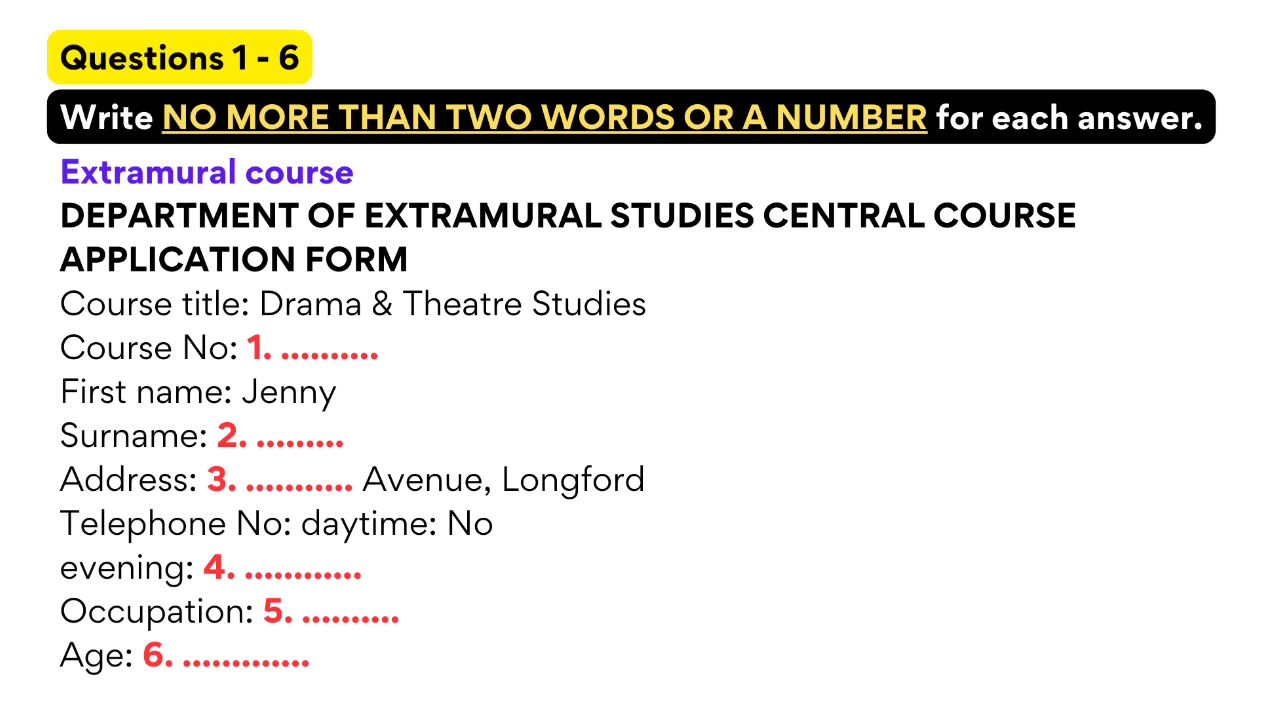 Questions 1 - 6
Write NO MORE THAN TWO WORDS OR A NUMBER for each answer.
Extramural course
DEPARTMENT OF EXTRAMURAL STUDIES CENTRAL COURSE
APPLICATION FORM
Course title: Drama & Theatre Studies
Course No: 1. ..........
First name: Jenny
Surname: 2. .........
Address: 3. ........... Avenue, Longford
Telephone No: daytime: No
evening: 4. ............
Occupation: 5. ..........
Age: 6. .............